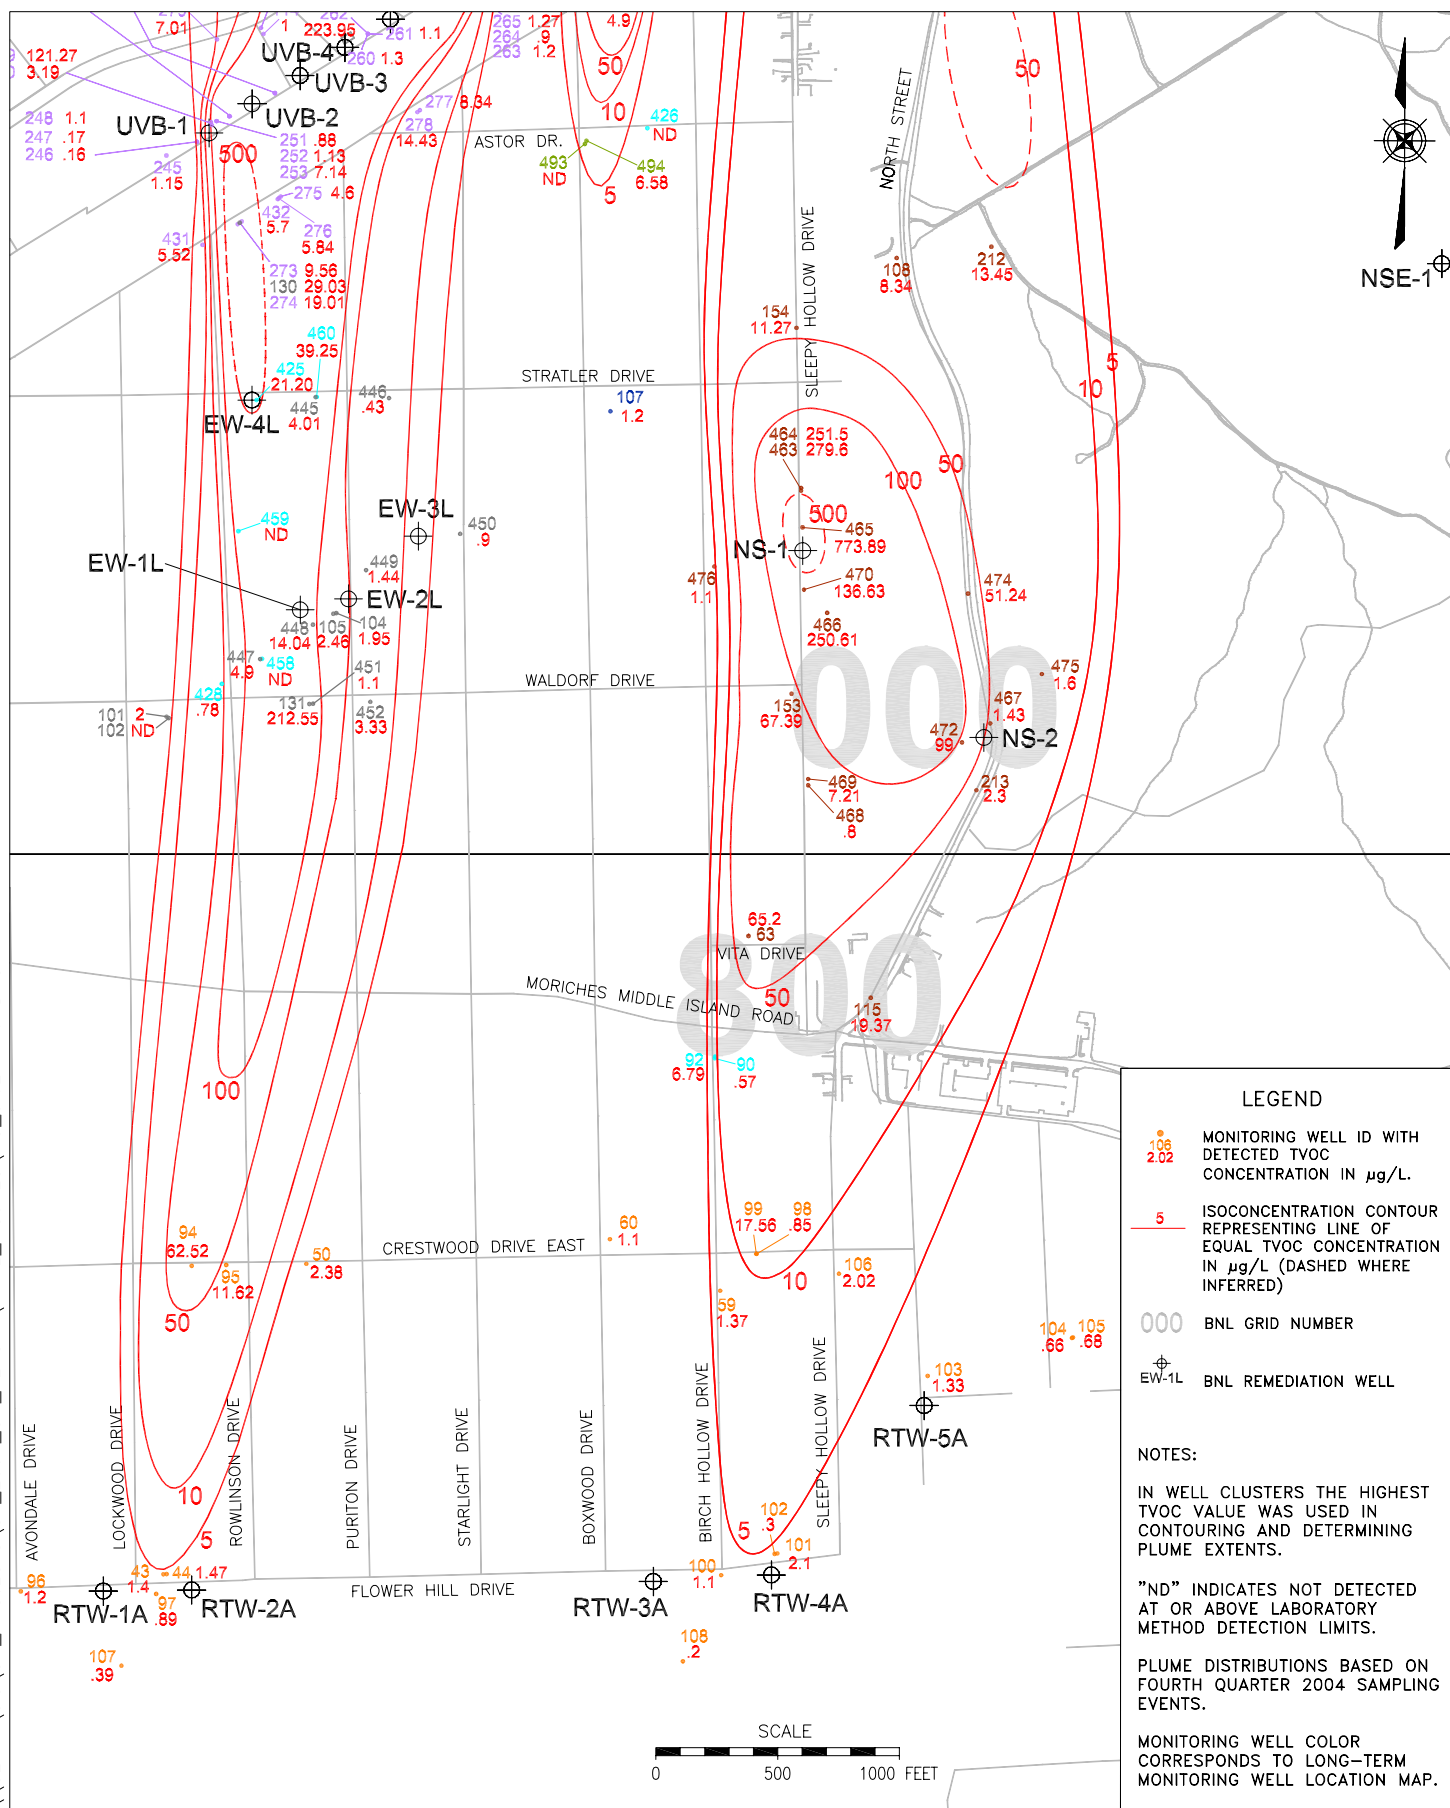 7.01
1
262
223.95
261 1.1
UVB-4
260 1.3
UVB-3
UVB-2
UVB-1
121.27
3.19
248 1.1
247 .17
246 .16
245
1.15
500
251 .88
252 1.13
253 7.14
275 4.6
432
5.7
276
5.84
431
5.52
273 9.56
130 29.03
274 19.01
277 8.34
278
14.43
265 1.27
264 .9
263 1.2
4.9
50
10
5
ASTOR DR.
426
ND
493
ND
494
6.58
NORTH STREET
50
NSE-1
108
8.34
212
13.45
SLEEPY HOLLOW DRIVE
154
11.27
460
39.25
425
21.20
EW-4L
445
4.01
446
.43
STRATLER DRIVE
107
1.2
5
10
464 251.5
463 279.6
50
100
500
465
773.89
NS-1
470
136.63
466
250.61
476
1.1
474
51.24
475
1.6
467
1.43
472
99
NS-2
213
2.3
153
67.39
469
7.21
468
.8
000
459
ND
EW-3L
450
.9
EW-1L
449
1.44
EW-2L
448
14.04
105
2.46
104
1.95
447
4.9
458
ND
451
1.1
428
.78
131
212.55
452
3.33
101 2
102 ND
WALDORF DRIVE
65.2
63
VITA DRIVE
800
50
MORICHES MIDDLE ISLAND ROAD
115
19.37
92
6.79
90
.57
100
94
62.52
95
11.62
50
2.38
50
CRESTWOOD DRIVE EAST
60
1.1
99
17.56
98
.85
10
106
2.02
59
1.37
104
.66
105
.68
103
1.33
RTW-5A
AVONDALE DRIVE
LOCKWOOD DRIVE
ROWLINSON DRIVE
PURITON DRIVE
STARLIGHT DRIVE
BOXWOOD DRIVE
BIRCH HOLLOW DRIVE
SLEEPY HOLLOW DRIVE
10
5
5
102
.3
101
2.1
100
1.1
96
1.2
43
1.4
44 1.47
97
.89
RTW-1A
RTW-2A
FLOWER HILL DRIVE
RTW-3A
RTW-4A
107
.39
108
.2
SCALE
0 500 1000 FEET
LEGEND
106
2.02
MONITORING WELL ID WITH
DETECTED TVOC
CONCENTRATION IN µg/L.
5
ISOCONCENTRATION CONTOUR
REPRESENTING LINE OF
EQUAL TVOC CONCENTRATION
IN µg/L (DASHED WHERE
INFERRED)
000 BNL GRID NUMBER
EW-1L BNL REMEDIATION WELL
NOTES:
IN WELL CLUSTERS THE HIGHEST
TVOC VALUE WAS USED IN
CONTOURING AND DETERMINING
PLUME EXTENTS.
"ND" INDICATES NOT DETECTED
AT OR ABOVE LABORATORY
METHOD DETECTION LIMITS.
PLUME DISTRIBUTIONS BASED ON
FOURTH QUARTER 2004 SAMPLING
EVENTS.
MONITORING WELL COLOR
CORRESPONDS TO LONG-TERM
MONITORING WELL LOCATION MAP.